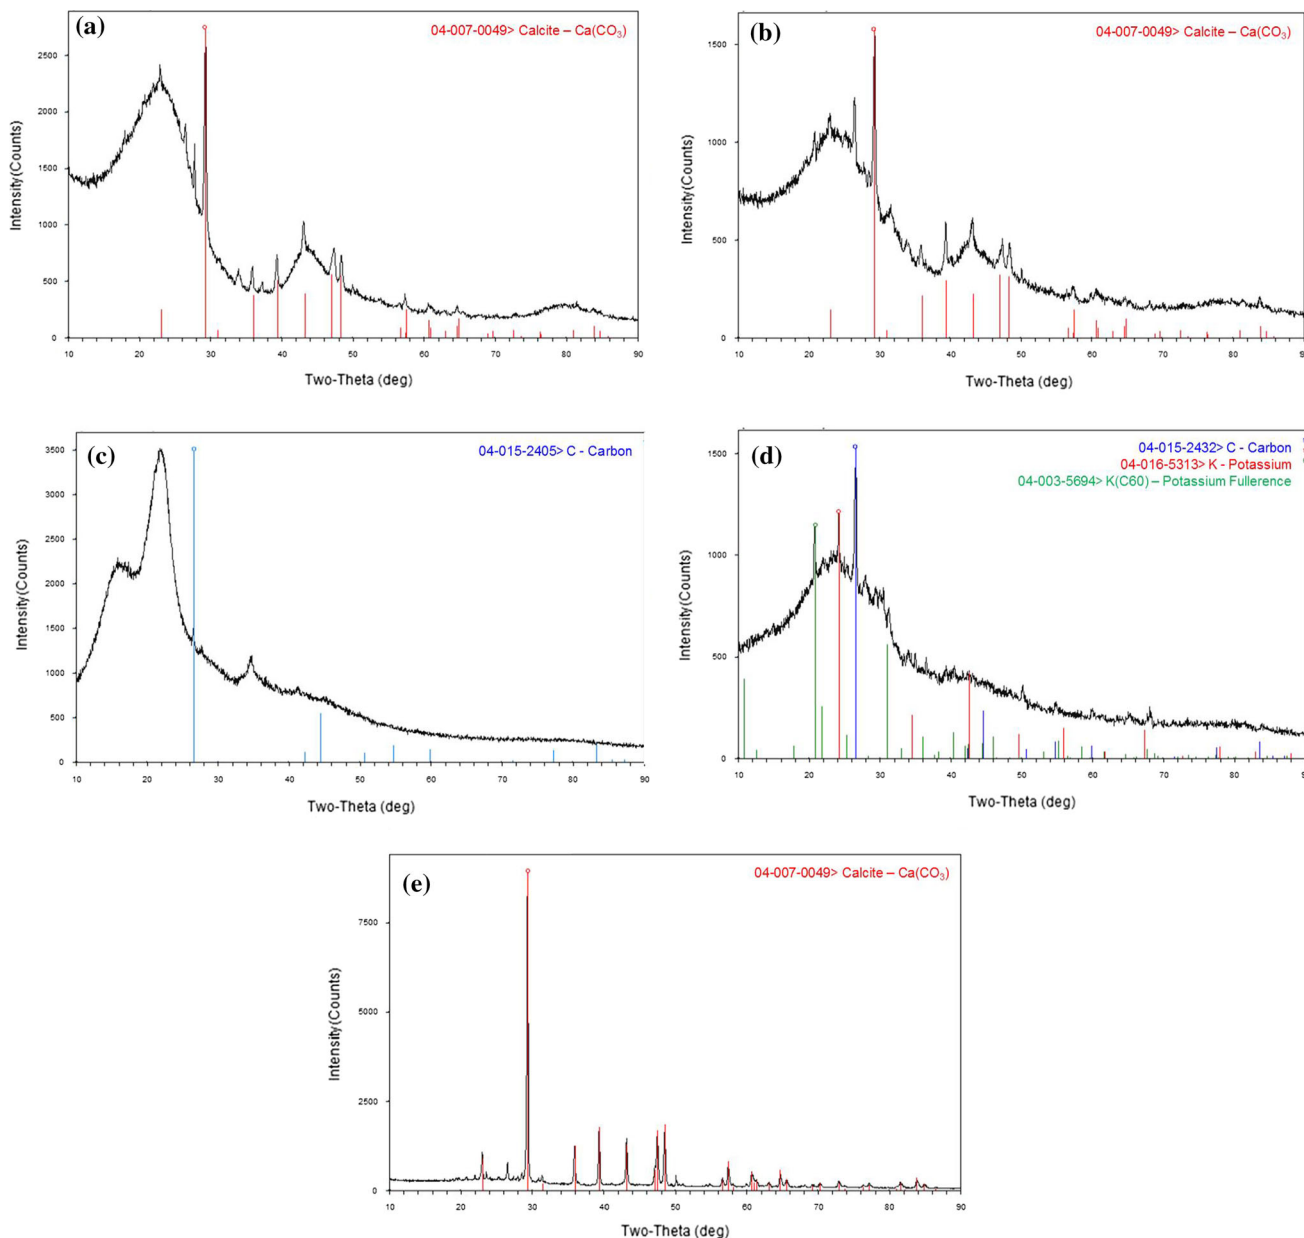 (a)
04-007-0049> Calcite – Ca(CO₃)
2500
2000
1500
1000
500
0
Intensity(Counts)
10 20 30 40 50 60 70 80 90
Two-Theta (deg)
(b)
04-007-0049> Calcite – Ca(CO₃)
1500
1000
500
0
Intensity(Counts)
10 20 30 40 50 60 70 80 90
Two-Theta (deg)
(c)
04-015-2405> C - Carbon
3500
3000
2500
2000
1500
1000
500
0
Intensity(Counts)
10 20 30 40 50 60 70 80 90
Two-Theta (deg)
(d)
04-015-2432> C - Carbon
04-016-5313> K - Potassium
04-003-5694> K(C60) – Potassium Fullerence
1500
1000
500
0
Intensity(Counts)
10 20 30 40 50 60 70 80 90
Two-Theta (deg)
(e)
04-007-0049> Calcite – Ca(CO₃)
7500
5000
2500
0
Intensity(Counts)
10 20 30 40 50 60 70 80 90
Two-Theta (deg)